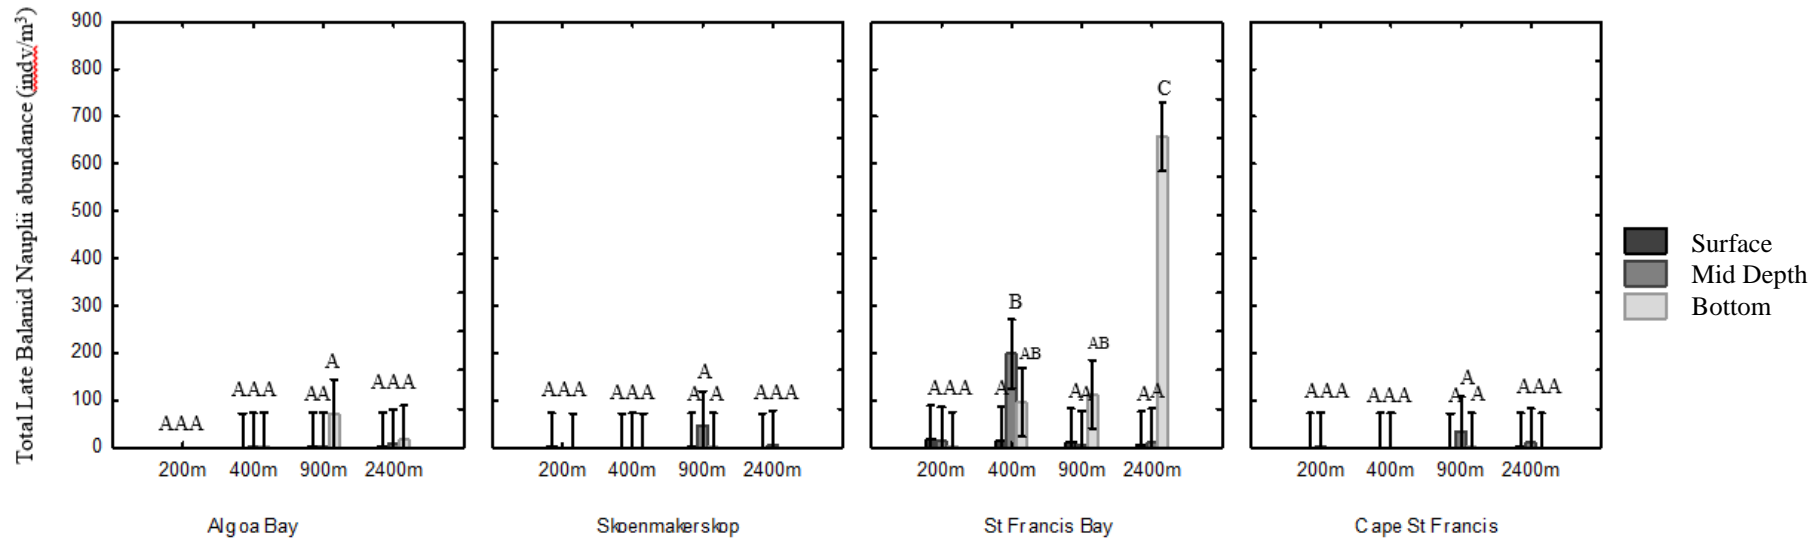 Total Late Balanid Nauplii abundance (indv/m³)
900
800
700
600
500
400
300
200
100
0
AAA
AAA
AA
A
AAA
200m 400m 900m 2400m
Algoa Bay
AAA
AAA
A
A
A
AAA
200m 400m 900m 2400m
Skoenmakerskop
AAA
A
B
AB
A
A
AB
AA
C
200m 400m 900m 2400m
St Francis Bay
AAA
AAA
A
A
A
AAA
200m 400m 900m 2400m
Cape St Francis
Surface
Mid Depth
Bottom